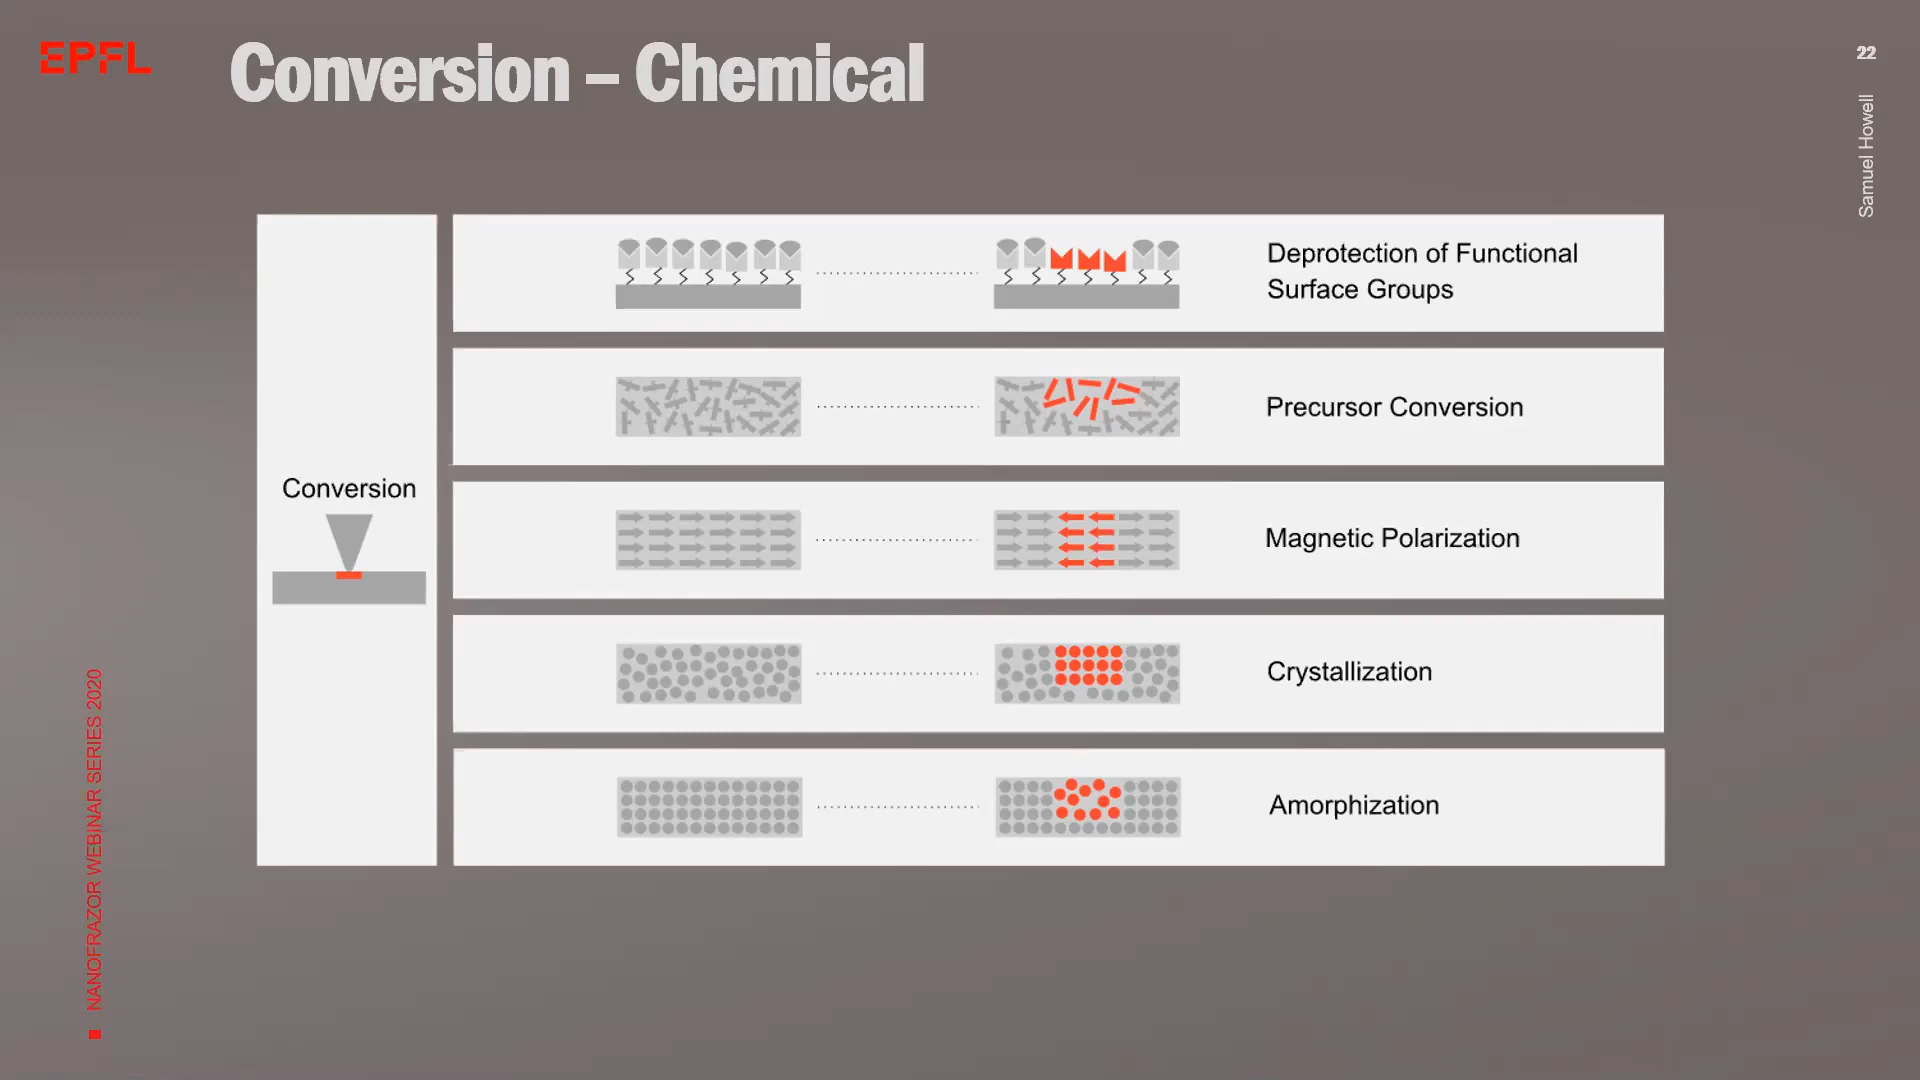 EPFL
Conversion – Chemical
22
Samuel Howell
Conversion
Deprotection of Functional
Surface Groups
Precursor Conversion
Magnetic Polarization
Crystallization
Amorphization
NANOFRAZOR WEBINAR SERIES 2020